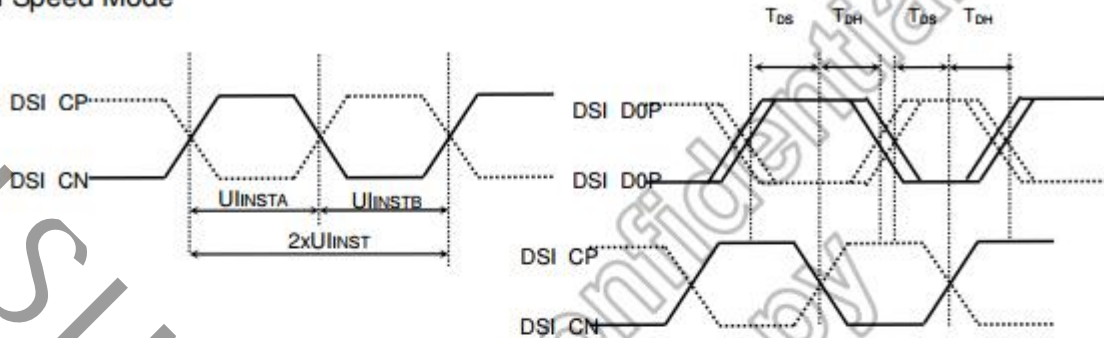 Speed Mode
DSI CP
DSI CN
UIINSTA
UIINSTB
2xUIINST
TDS TDH TDS TDH
DSI D0P
DSI D0P
DSI CP
DSI CN